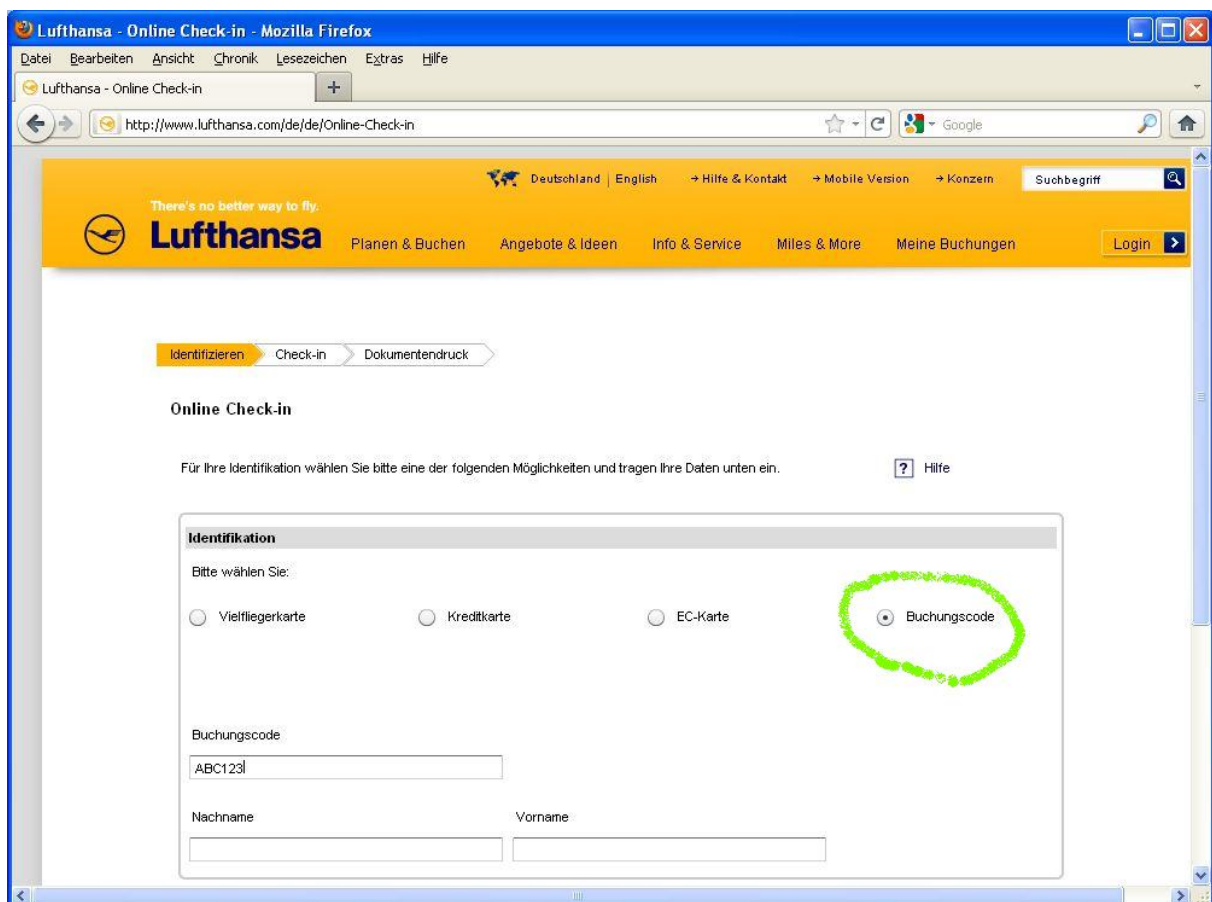 Lufthansa - Online Check-in - Mozilla Firefox
Datei Bearbeiten Ansicht Chronik Lesezeichen Extras Hilfe
Lufthansa - Online Check-in
http://www.lufthansa.com/de/de/Online-Check-in Google
Deutschland | English → Hilfe & Kontakt → Mobile Version → Konzern Suchbegriff
There's no better way to fly.
Lufthansa Planen & Buchen Angebote & Ideen Info & Service Miles & More Meine Buchungen Login
Identifizieren Check-in Dokumentendruck
Online Check-in
Für Ihre Identifikation wählen Sie bitte eine der folgenden Möglichkeiten und tragen Ihre Daten unten ein. ? Hilfe
Identifikation
Bitte wählen Sie:
Vielfliegerkarte Kreditkarte EC-Karte Buchungscode
Buchungscode
ABC123
Nachname Vorname